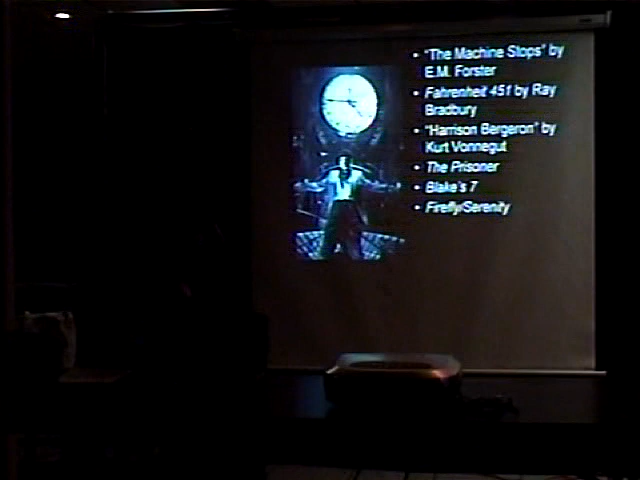 • "The Machine Stops" by
E.M. Forster
• Fahrenheit 451 by Ray
Bradbury
• "Harrison Bergeron" by
Kurt Vonnegut
• The Prisoner
• Blake's 7
• Firefly/Serenity